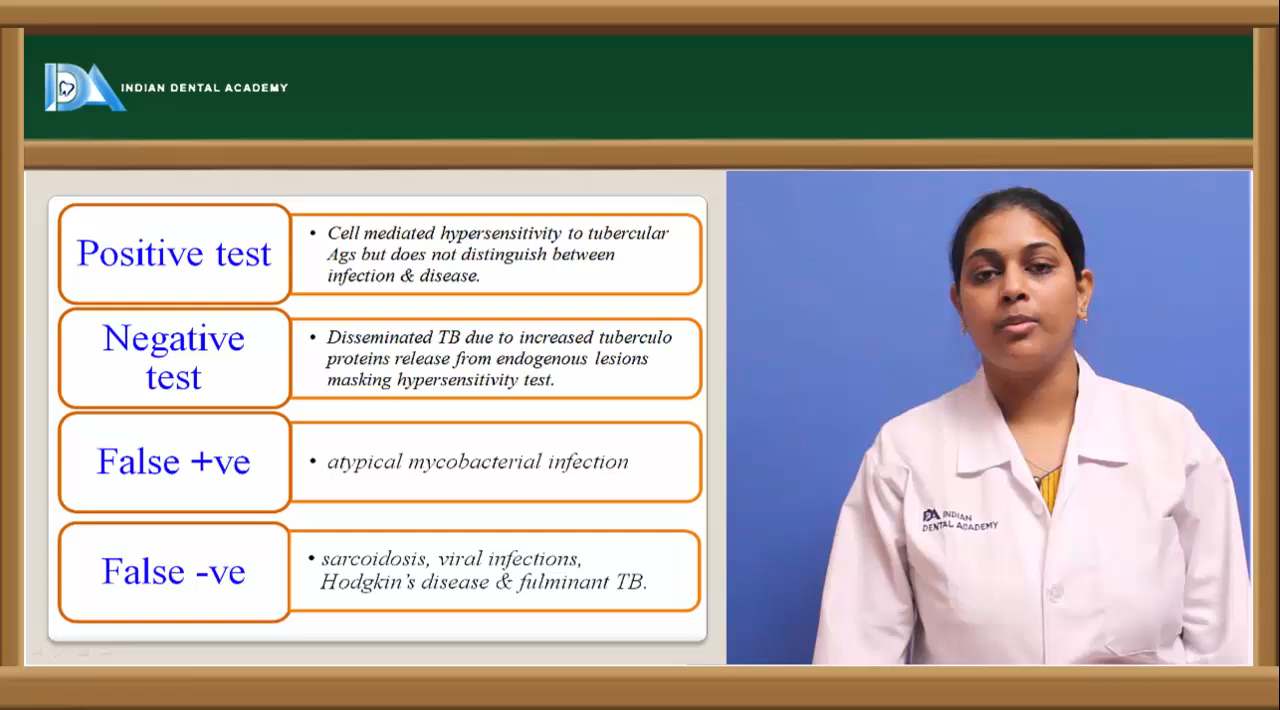 INDIAN DENTAL ACADEMY
Positive test
• Cell mediated hypersensitivity to tubercular
Ags but does not distinguish between
infection & disease.
Negative
test
• Disseminated TB due to increased tuberculo
proteins release from endogenous lesions
masking hypersensitivity test.
False +ve
• atypical mycobacterial infection
False -ve
• sarcoidosis, viral infections,
Hodgkin's disease & fulminant TB.
INDIAN
DENTAL ACADEMY